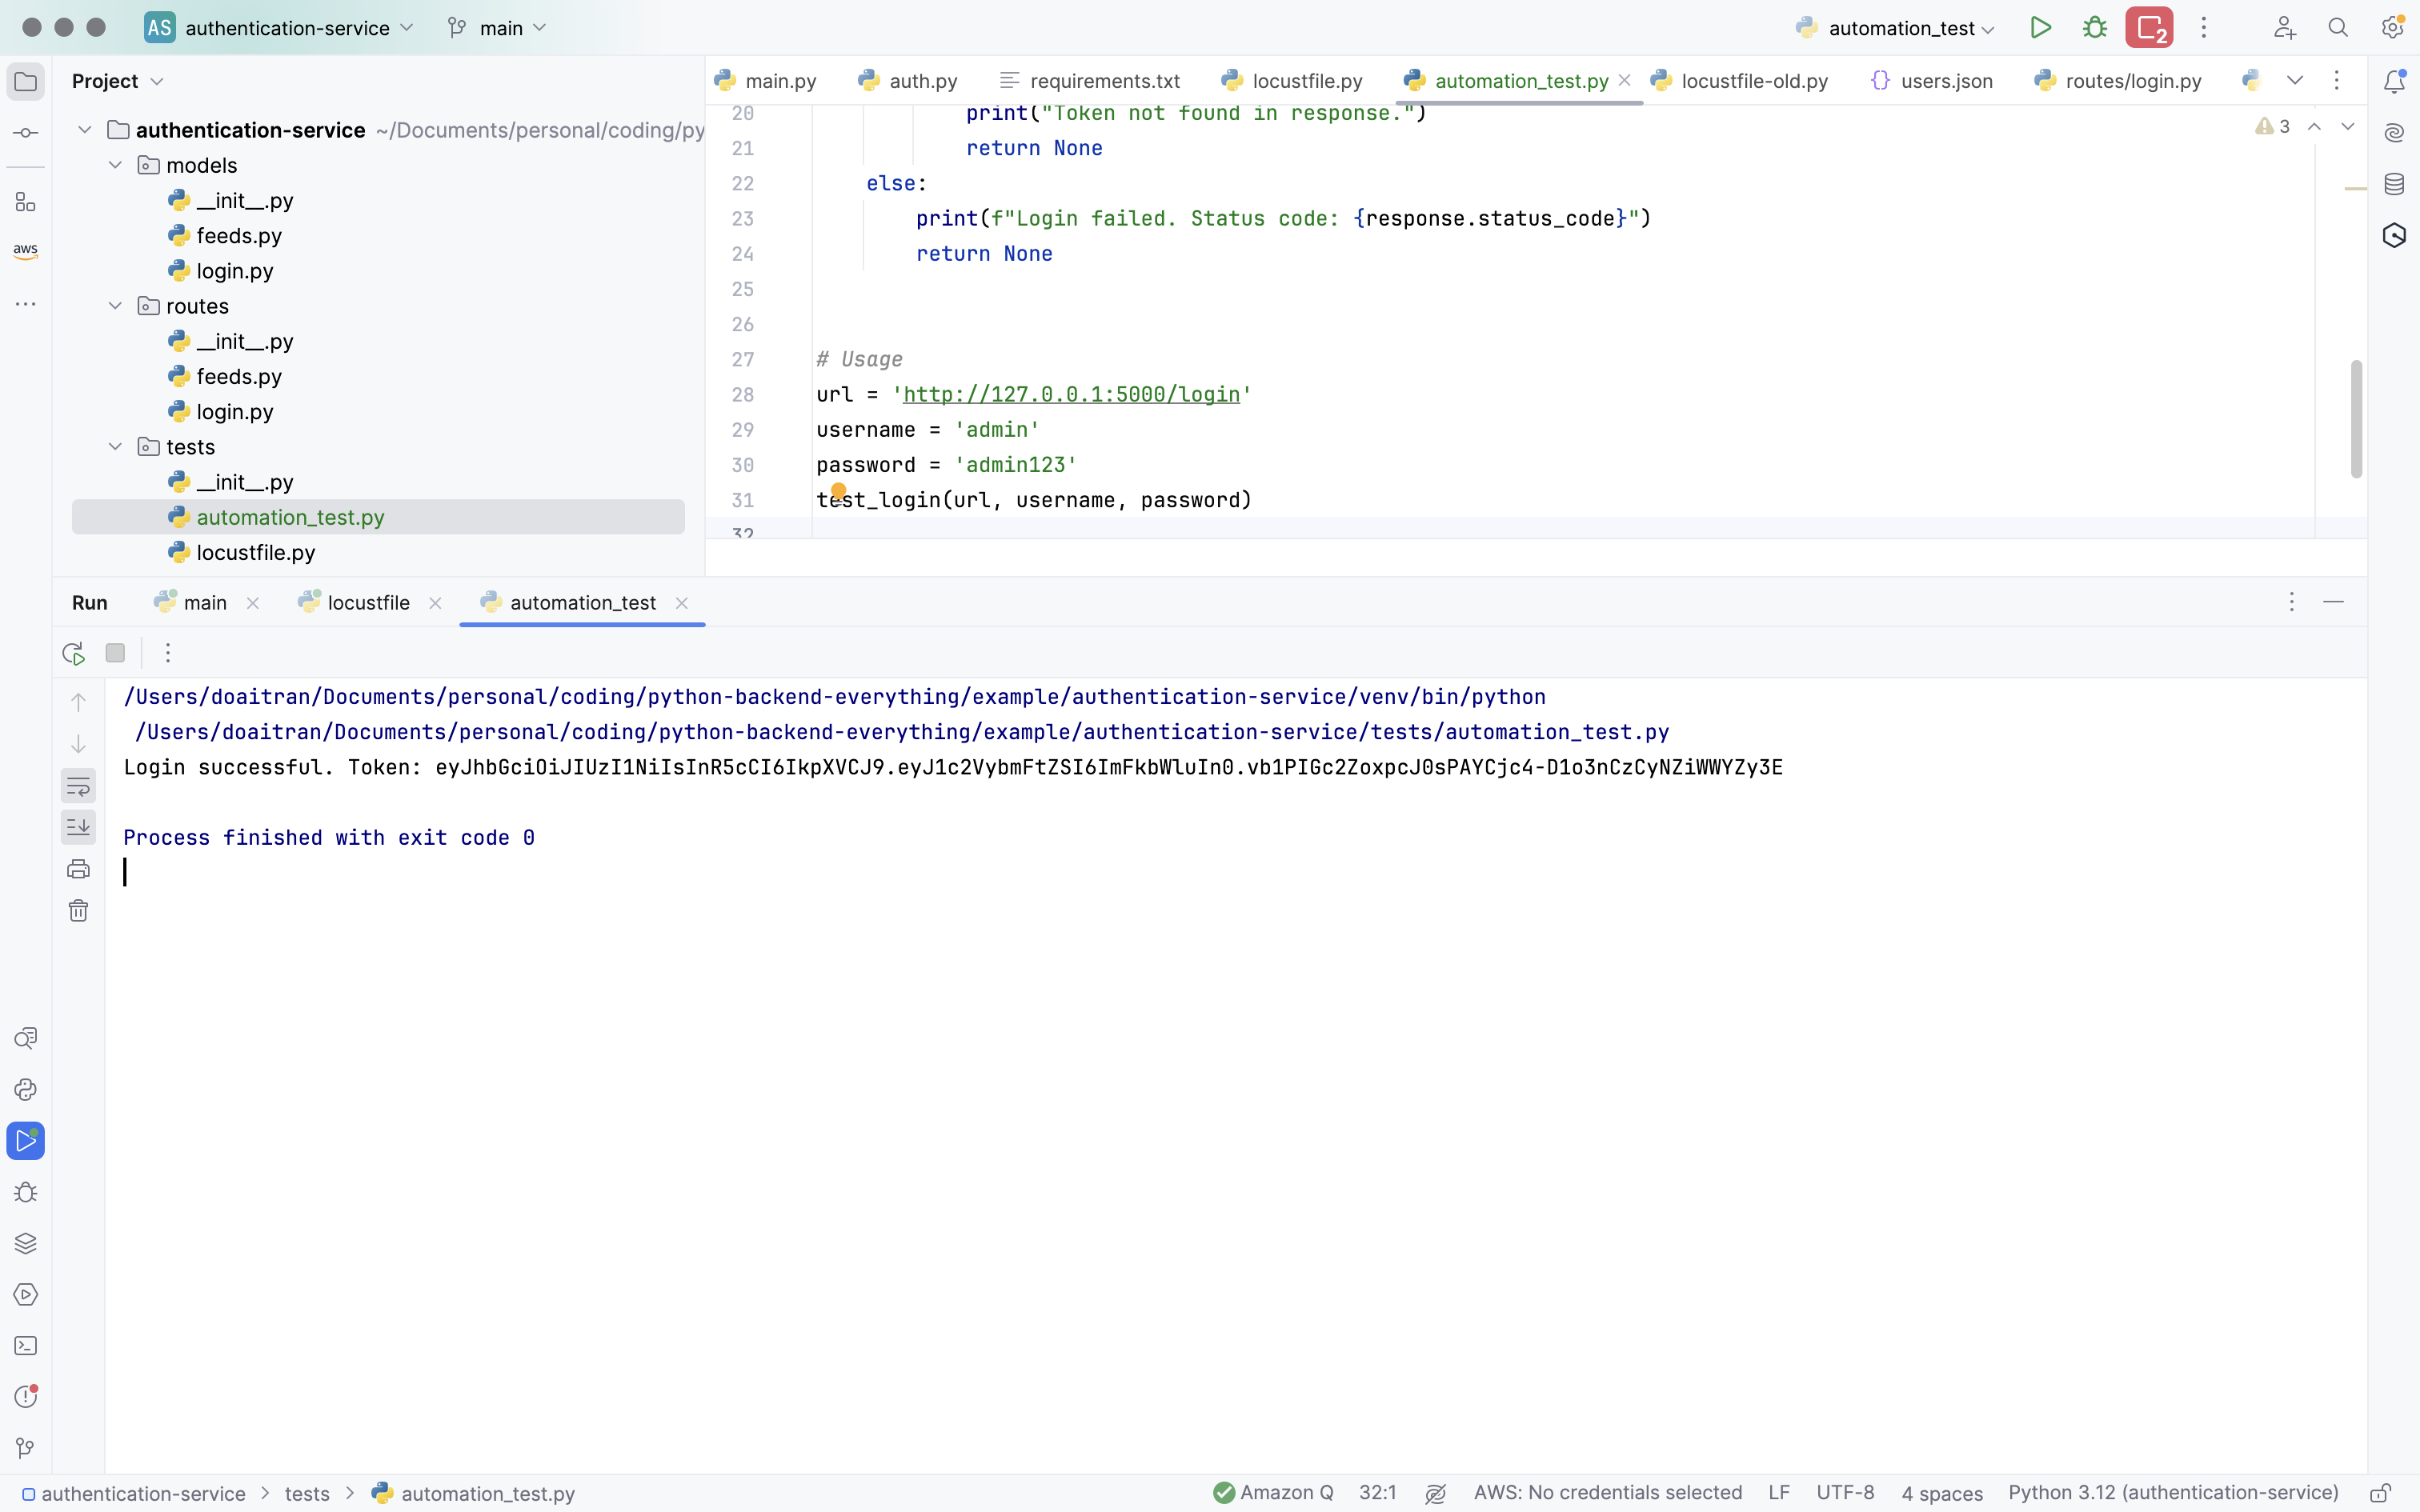 AS authentication-service main automation_test 2
Project
authentication-service ~/Documents/personal/coding/py
models
__init__.py
feeds.py
login.py
routes
__init__.py
feeds.py
login.py
tests
__init__.py
automation_test.py
locustfile.py
aws
main.py auth.py requirements.txt locustfile.py automation_test.py locustfile-old.py users.json routes/login.py
3
20 print("Token not found in response.")
21 return None
22 else:
23 print(f"Login failed. Status code: {response.status_code}")
24 return None
25
26
27 # Usage
28 url = 'http://127.0.0.1:5000/login'
29 username = 'admin'
30 password = 'admin123'
31 test_login(url, username, password)
32
Run main locustfile automation_test
/Users/doaitran/Documents/personal/coding/python-backend-everything/example/authentication-service/venv/bin/python
/Users/doaitran/Documents/personal/coding/python-backend-everything/example/authentication-service/tests/automation_test.py
Login successful. Token: eyJhbGciOiJIUzI1NiIsInR5cCI6IkpXVCJ9.eyJ1c2VybmFtZSI6ImFkbWluIn0.vb1PIGc2ZoxpcJ0sPAYCjc4-D1o3nCzCyNZiWWYZy3E
Process finished with exit code 0
authentication-service > tests > automation_test.py Amazon Q 32:1 AWS: No credentials selected LF UTF-8 4 spaces Python 3.12 (authentication-service)